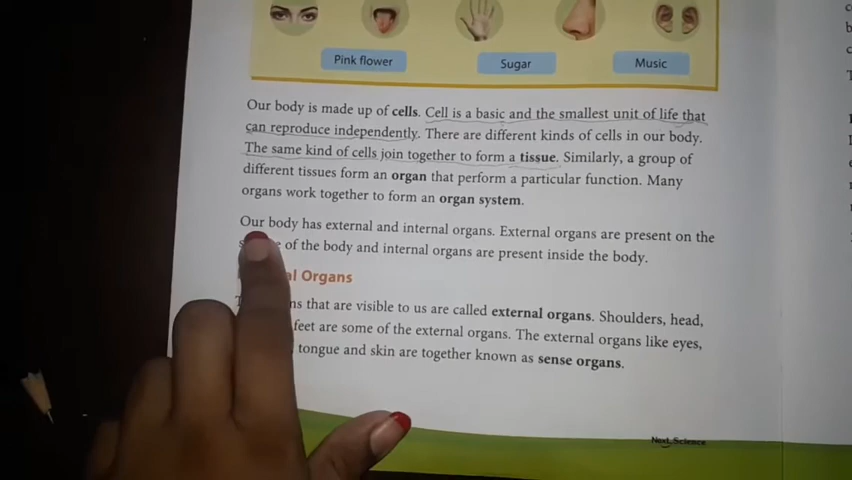 Pink flower
Sugar
Music
Our body is made up of cells. Cell is a basic and the smallest unit of life that
can reproduce independently. There are different kinds of cells in our body.
The same kind of cells join together to form a tissue. Similarly, a group of
different tissues form an organ that perform a particular function. Many
organs work together to form an organ system.
Our body has external and internal organs. External organs are present on the
of the body and internal organs are present inside the body.
Organs
that are visible to us are called external organs. Shoulders, head,
feet are some of the external organs. The external organs like eyes,
tongue and skin are together known as sense organs.
Next Science